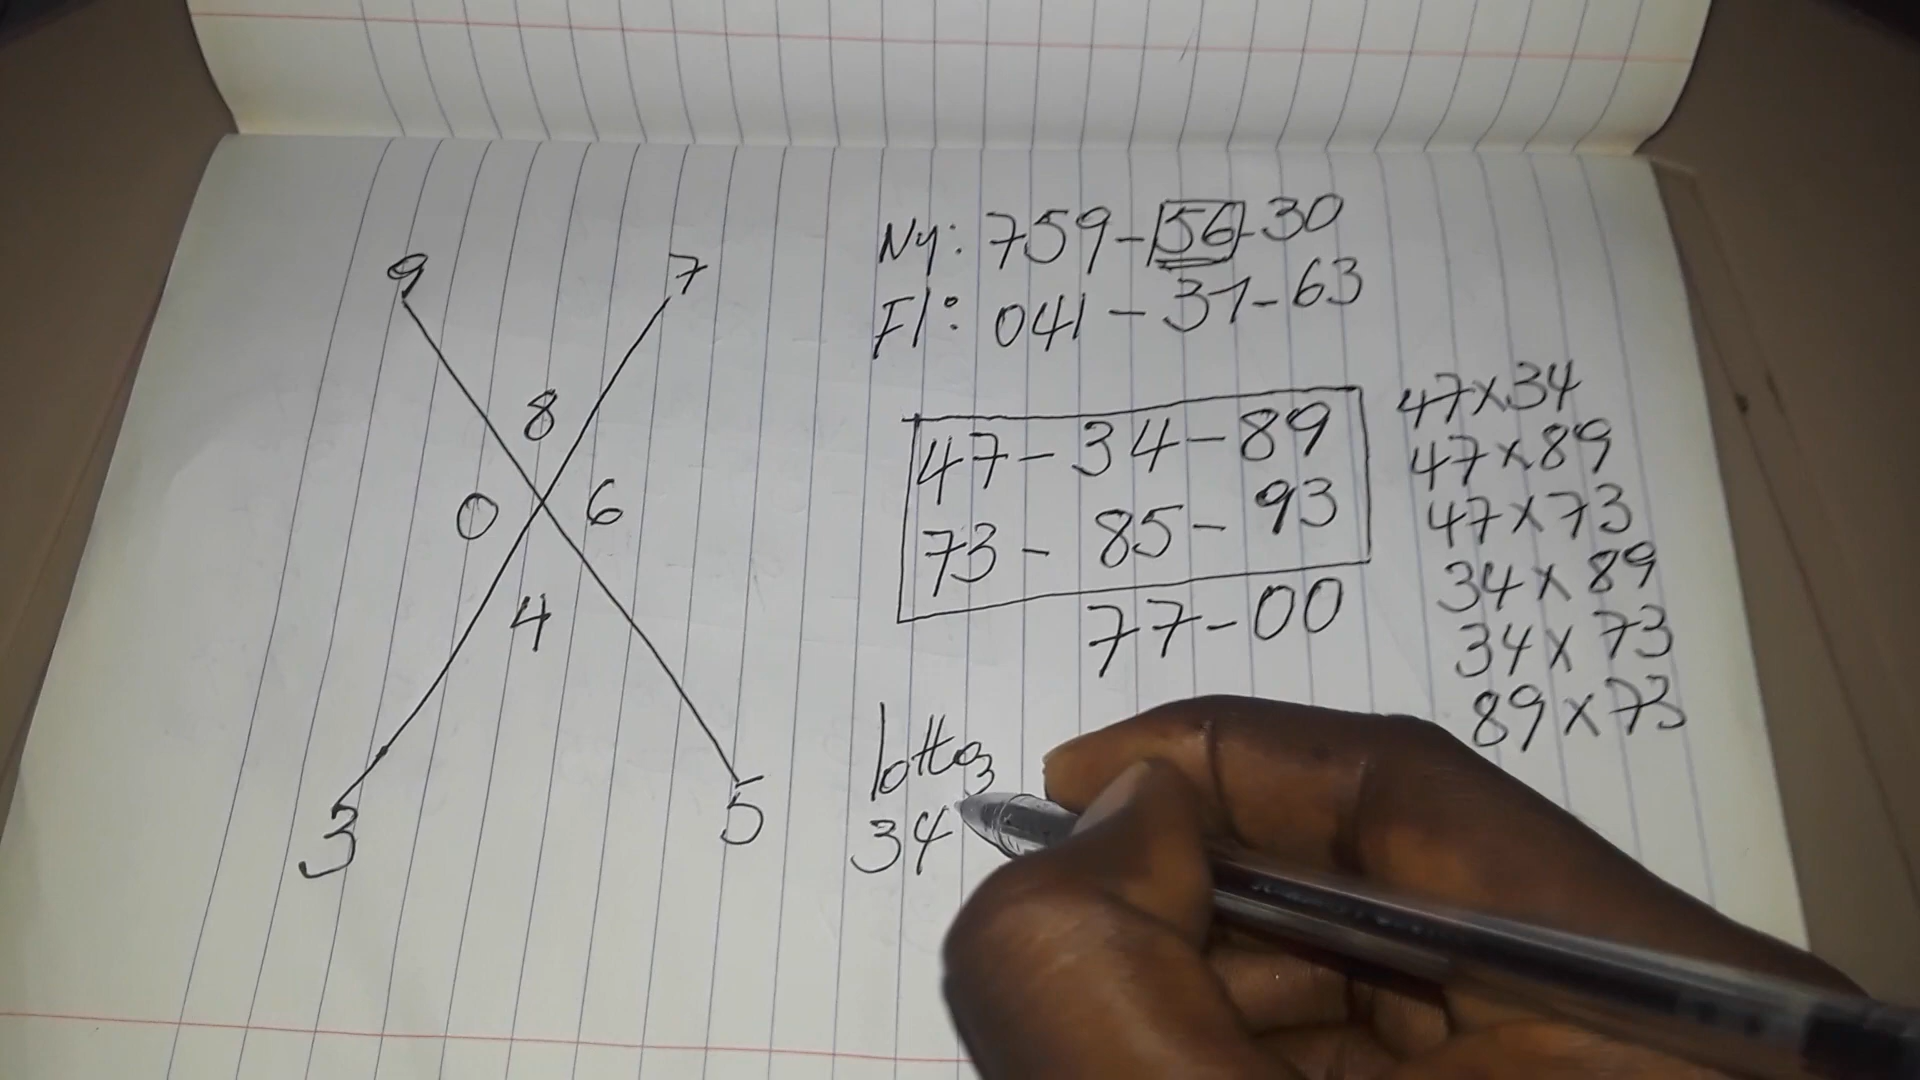 9 7
8
0 6
4
3 5
Ny: 759-56-30
Fl: 041-31-63
47-34-89
73-85-93
77-00
47x34
47x89
47x73
34x89
34x73
89x73
lotto3
34